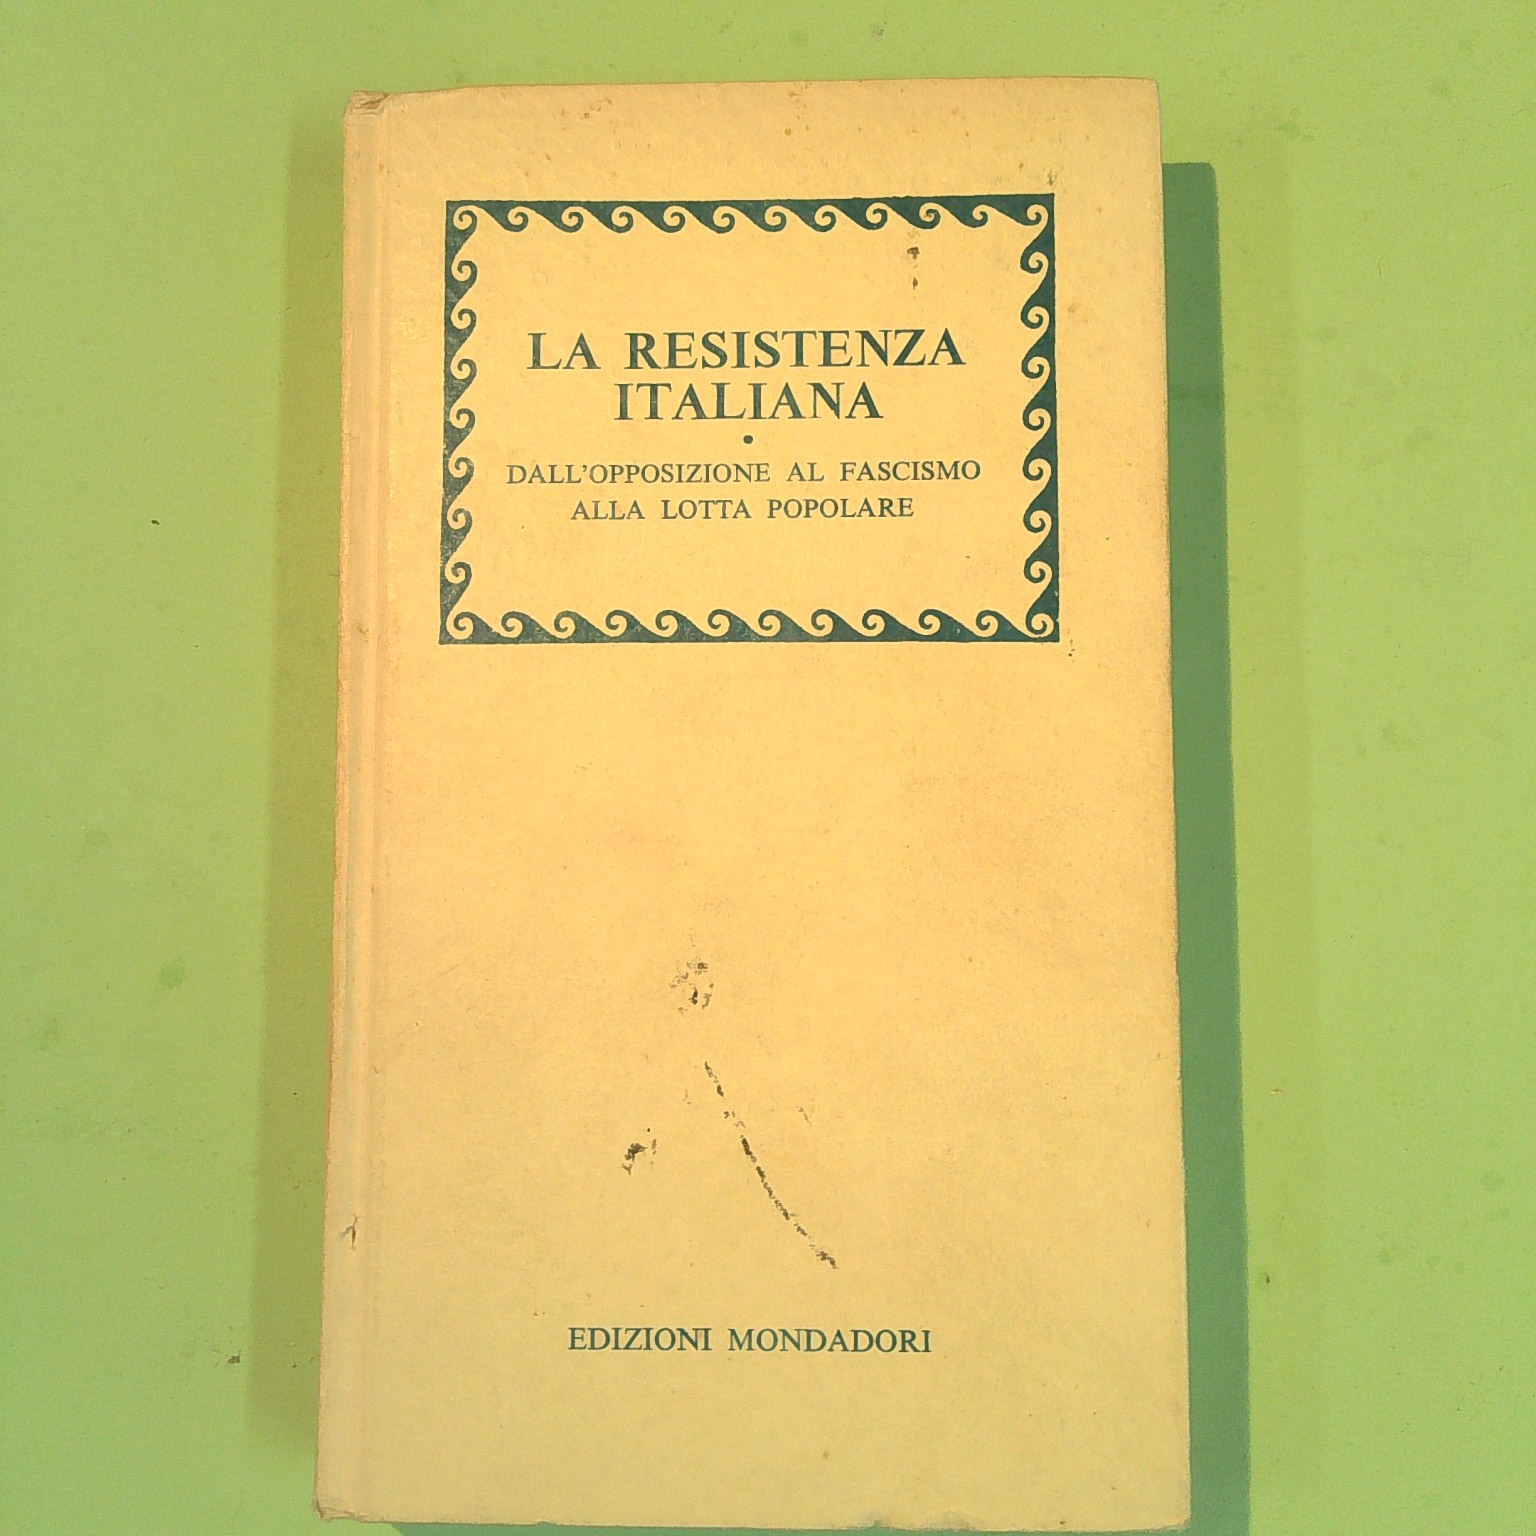 LA RESISTENZA
ITALIANA
•
DALL'OPPOSIZIONE AL FASCISMO
ALLA LOTTA POPOLARE
EDIZIONI MONDADORI